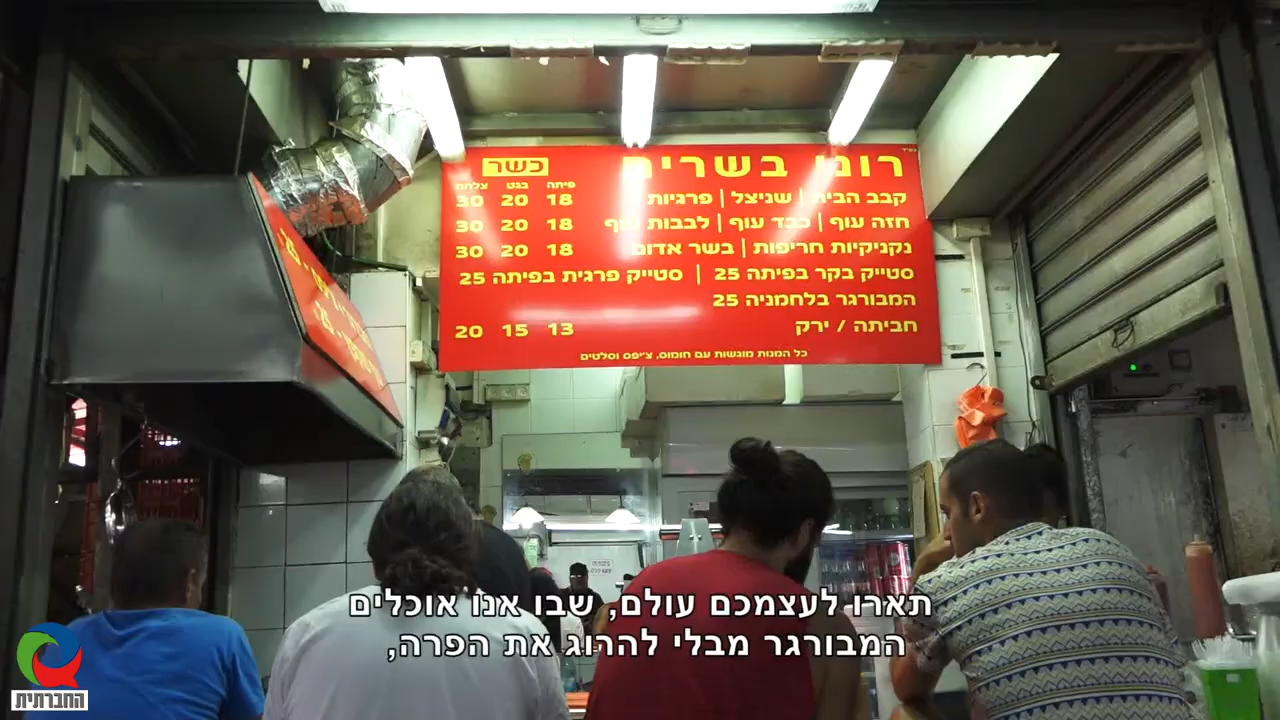 בס״ד
רוני בשרים
כשר
פיתה בגט צלחת
קבב הבית | שניצל | פרגיות 18 20 30
חזה עוף | כבד עוף | לבבות עוף 18 20 30
נקניקיות חריפות | בשר אדום 18 20 30
סטייק בקר בפיתה 25 | סטייק פרגית בפיתה 25
המבורגר בלחמניה 25
חביתה / ירק 13 15 20
כל המנות מוגשות עם חומוס, צ׳יפס וסלטים
תארו לעצמכם עולם, שבו אנו אוכלים
המבורגר מבלי להרוג את הפרה,
החברתית